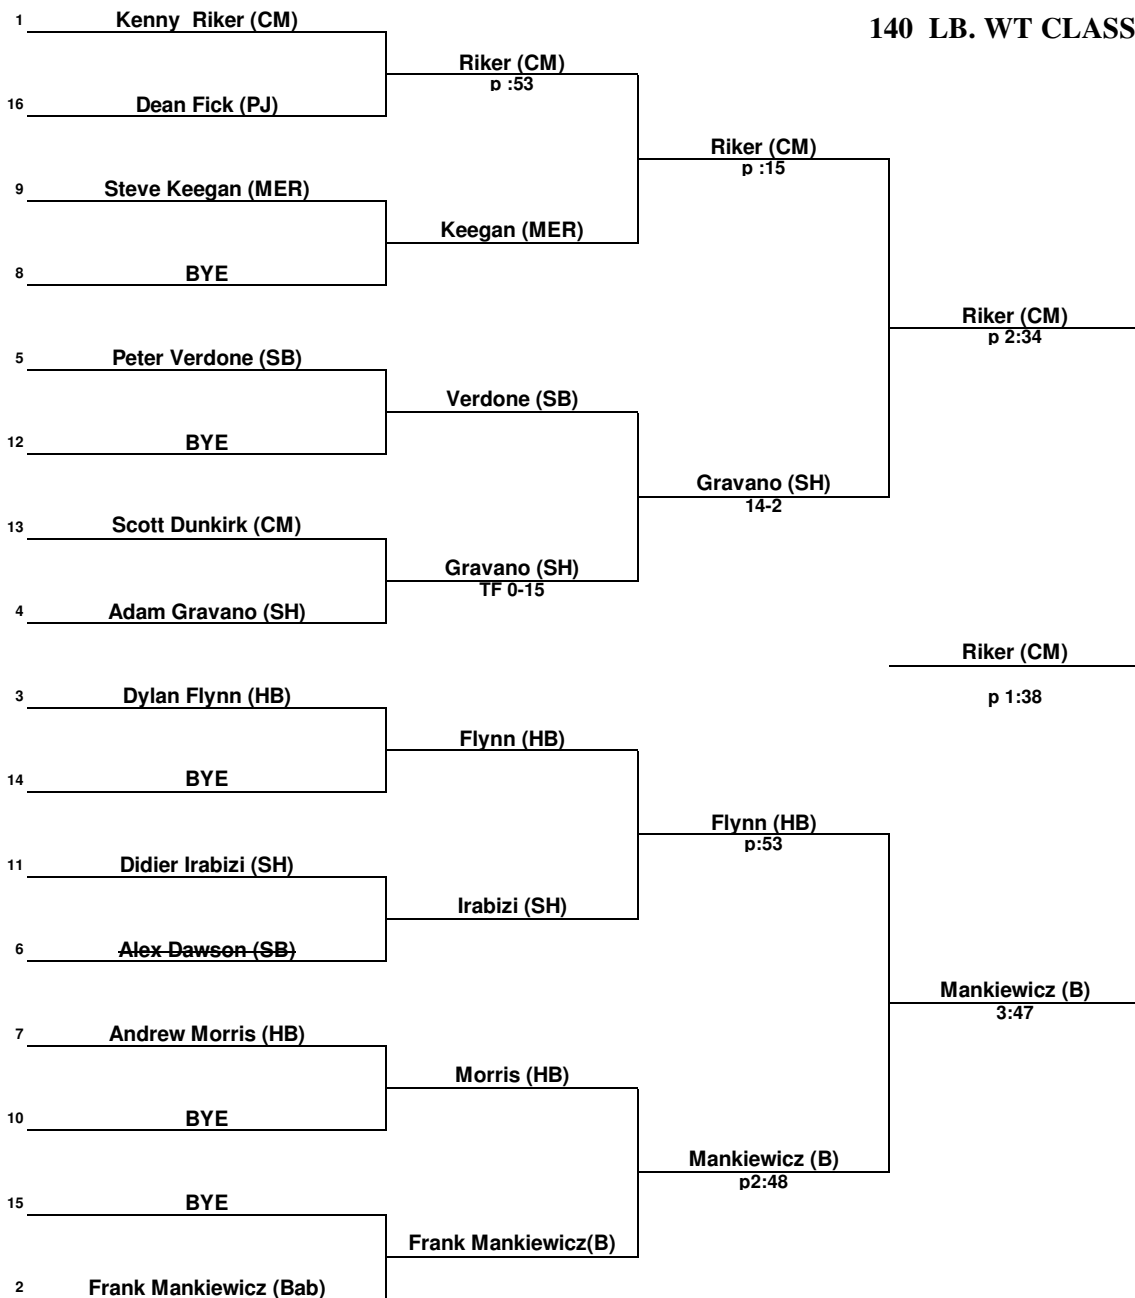 140 LB. WT CLASS
1 Kenny Riker (CM)
Riker (CM)
p :53
16 Dean Fick (PJ)
Riker (CM)
p :15
9 Steve Keegan (MER)
Keegan (MER)
8 BYE
Riker (CM)
p 2:34
5 Peter Verdone (SB)
Verdone (SB)
12 BYE
Gravano (SH)
14-2
13 Scott Dunkirk (CM)
Gravano (SH)
TF 0-15
4 Adam Gravano (SH)
Riker (CM)
p 1:38
3 Dylan Flynn (HB)
Flynn (HB)
14 BYE
Flynn (HB)
p:53
11 Didier Irabizi (SH)
Irabizi (SH)
6 Alex Dawson (SB)
Mankiewicz (B)
3:47
7 Andrew Morris (HB)
Morris (HB)
10 BYE
Mankiewicz (B)
p2:48
15 BYE
Frank Mankiewicz(B)
2 Frank Mankiewicz (Bab)